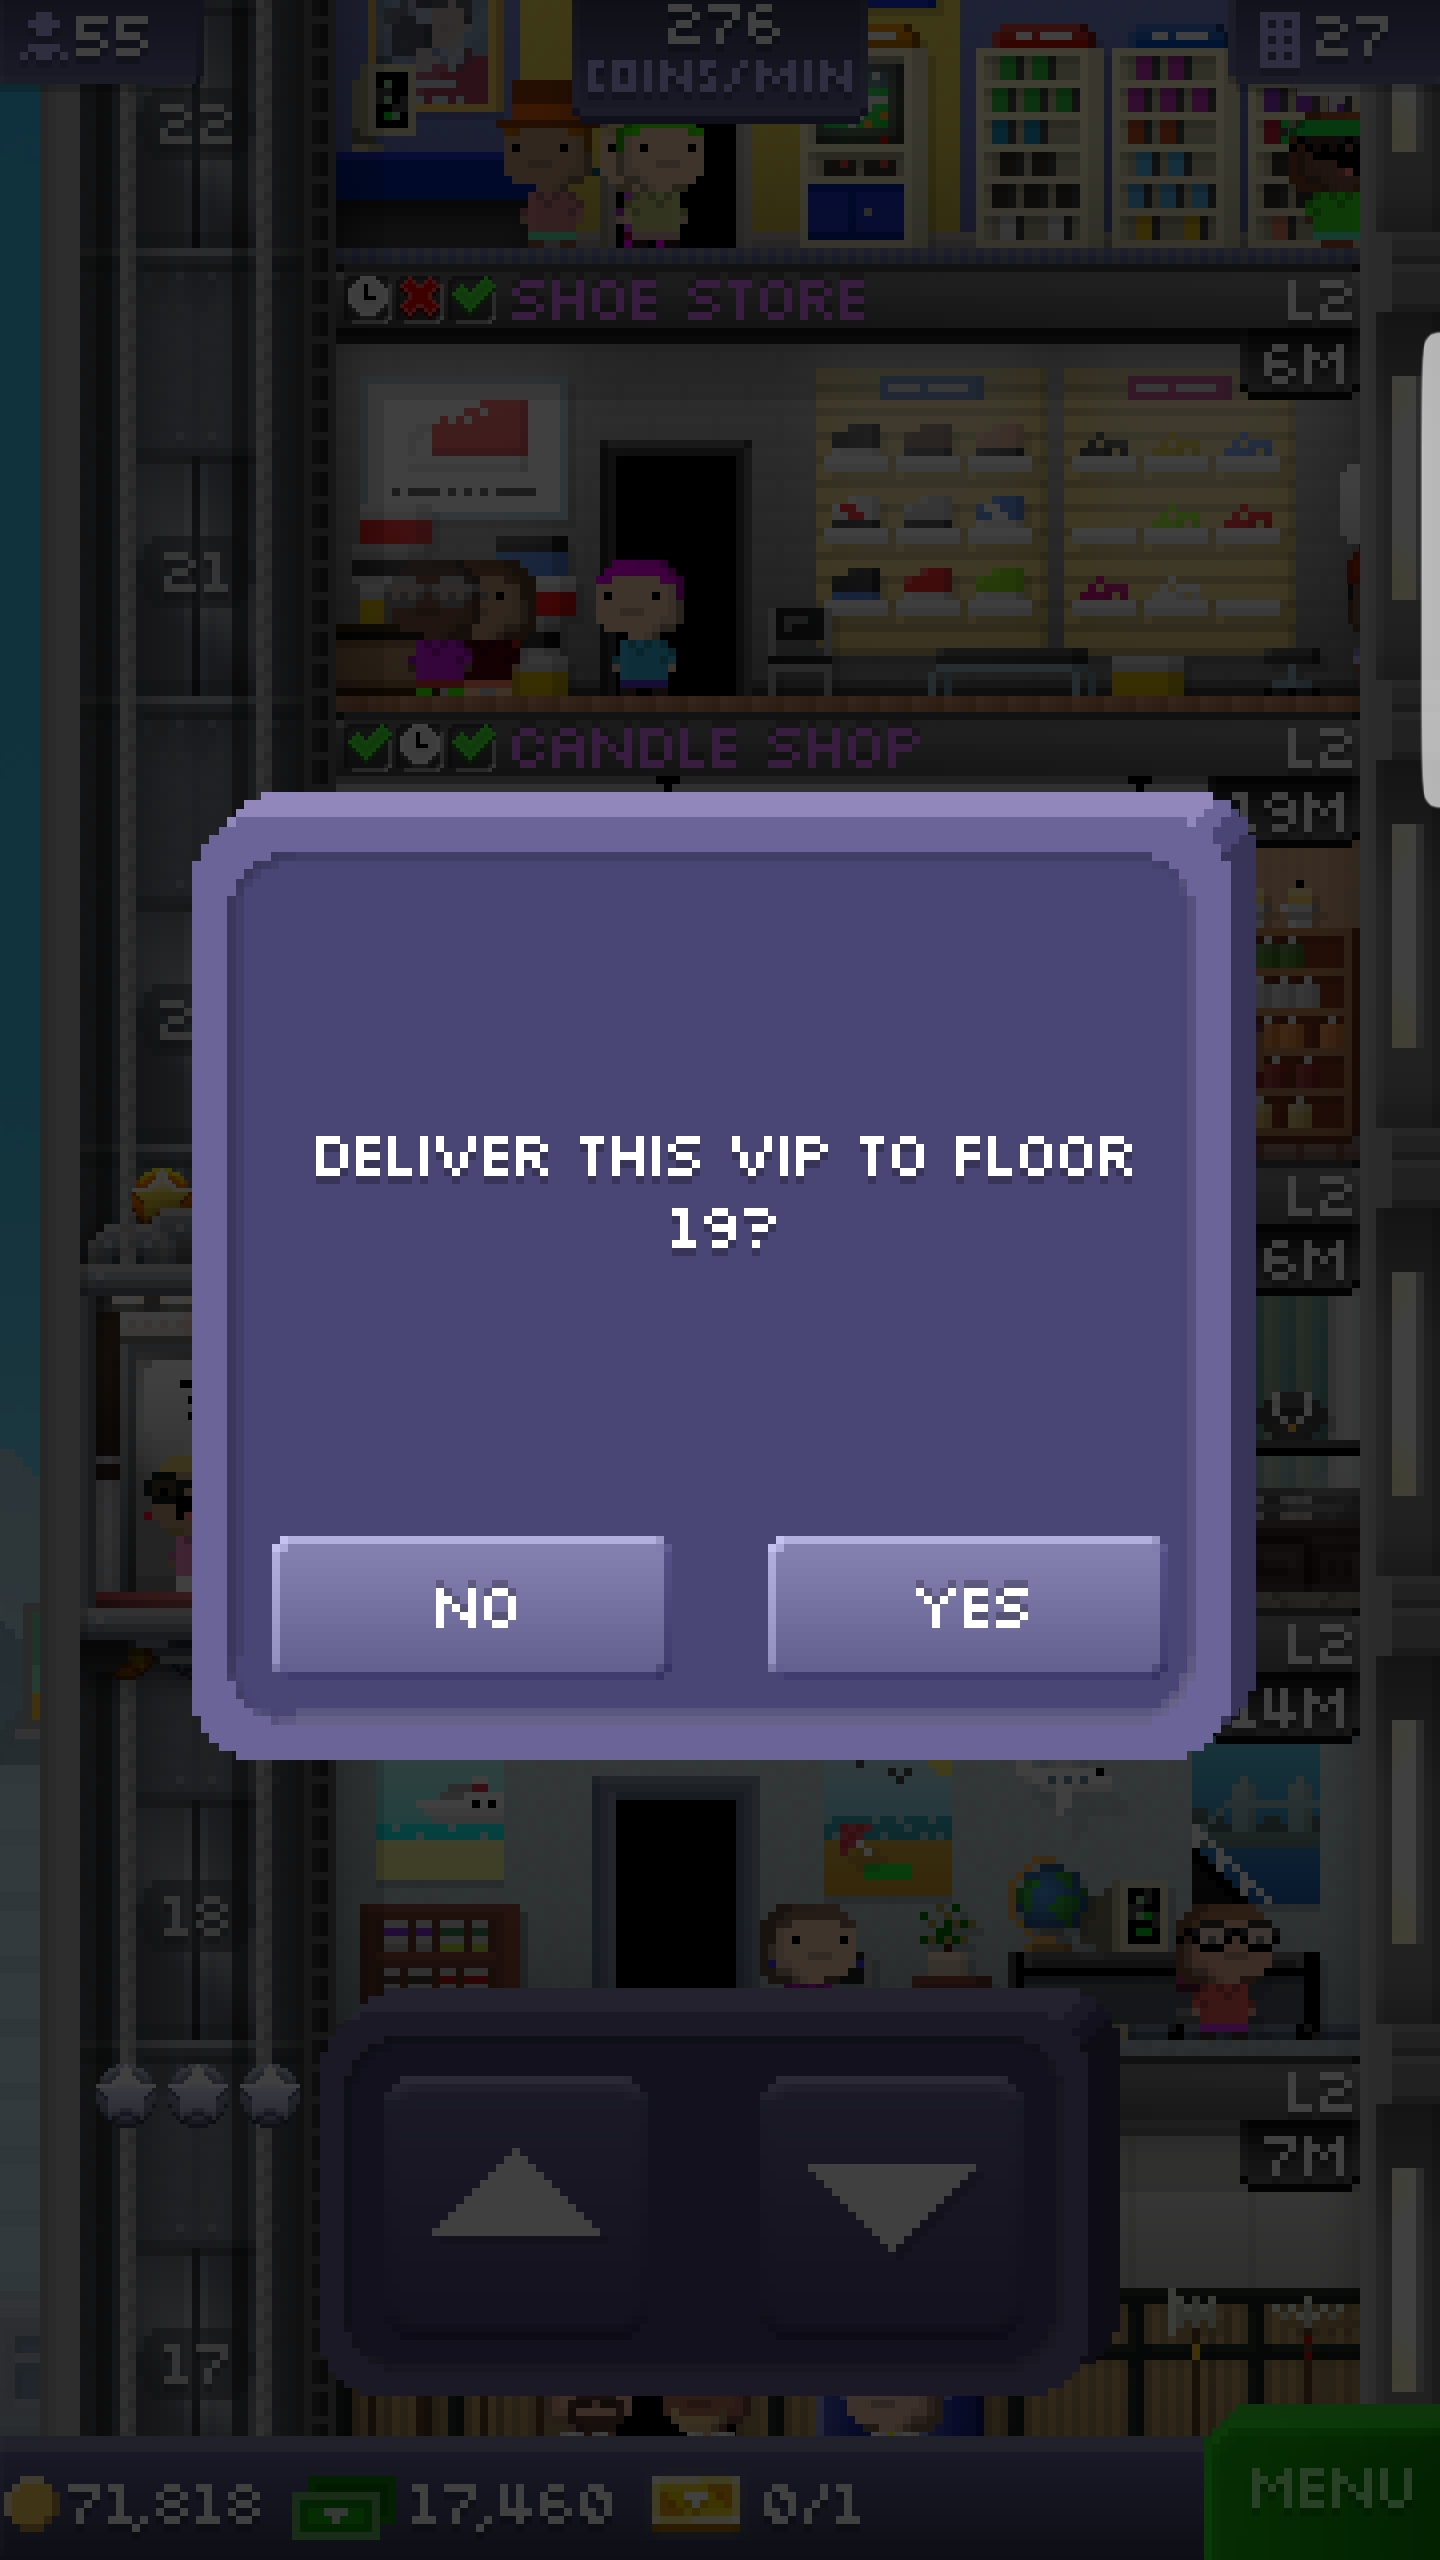 55
276
COINS/MIN
27
22
SHOE STORE
L2
6M
21
CANDLE SHOP
L2
19M
L2
6M
DELIVER THIS VIP TO FLOOR
19?
NO
YES
L2
14M
18
L2
7M
17
71,818
17,460
0/1
MENU